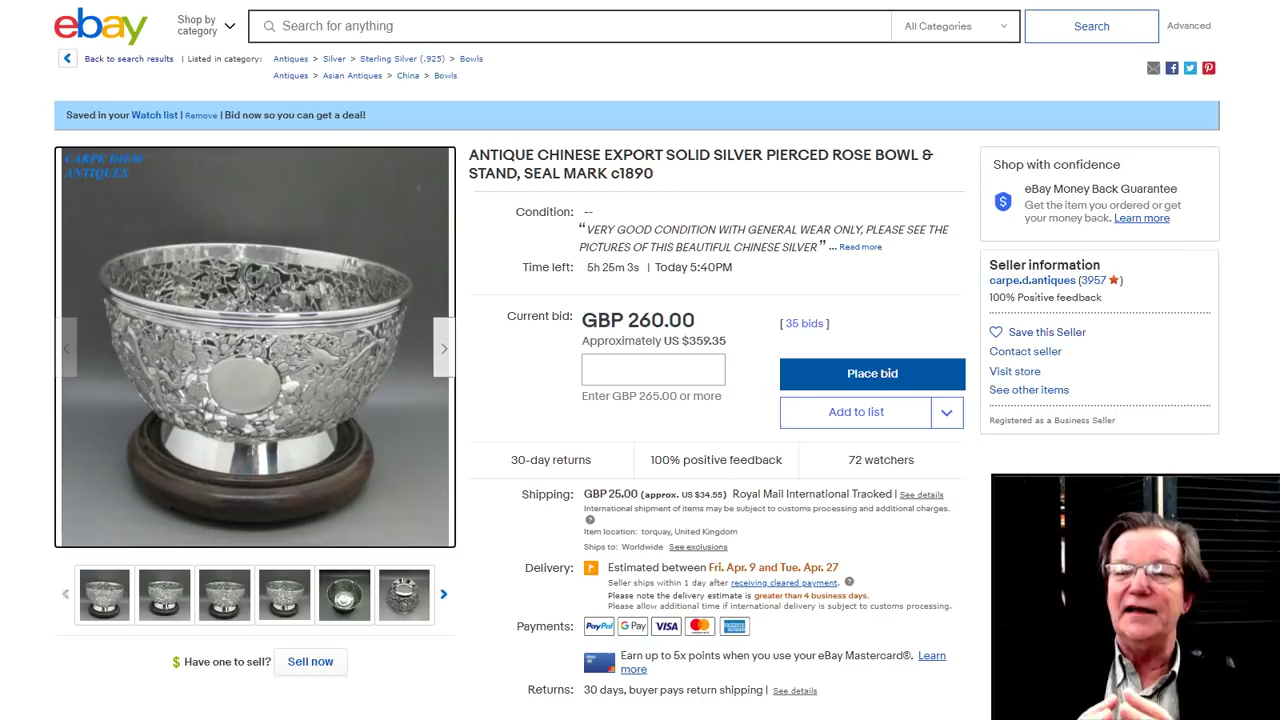 ebay
Shop by category
Search for anything
All Categories
Search
Advanced
Back to search results | Listed in category:
Antiques > Silver > Sterling Silver (.925) > Bowls
Antiques > Asian Antiques > China > Bowls
Saved in your Watch list | Remove | Bid now so you can get a deal!
CARPE DIEM
ANTIQUES
ANTIQUE CHINESE EXPORT SOLID SILVER PIERCED ROSE BOWL &
STAND, SEAL MARK c1890
Condition: --
“VERY GOOD CONDITION WITH GENERAL WEAR ONLY, PLEASE SEE THE
PICTURES OF THIS BEAUTIFUL CHINESE SILVER” ... Read more
Time left: 5h 25m 3s | Today 5:40PM
Current bid: GBP 260.00 [ 35 bids ]
Approximately US $359.35
Enter GBP 265.00 or more
Place bid
Add to list
30-day returns
100% positive feedback
72 watchers
Shipping: GBP 25.00 (approx. US $34.55) Royal Mail International Tracked | See details
International shipment of items may be subject to customs processing and additional charges.
?
Item location: torquay, United Kingdom
Ships to: Worldwide See exclusions
Delivery: Estimated between Fri. Apr. 9 and Tue. Apr. 27
Seller ships within 1 day after receiving cleared payment. ?
Please note the delivery estimate is greater than 4 business days.
Please allow additional time if international delivery is subject to customs processing.
Payments: PayPal G Pay VISA
Earn up to 5x points when you use your eBay Mastercard®. Learn
more
Returns: 30 days, buyer pays return shipping | See details
$ Have one to sell? Sell now
Shop with confidence
eBay Money Back Guarantee
Get the item you ordered or get
your money back. Learn more
Seller information
carpe.d.antiques (3957 )
100% Positive feedback
Save this Seller
Contact seller
Visit store
See other items
Registered as a Business Seller